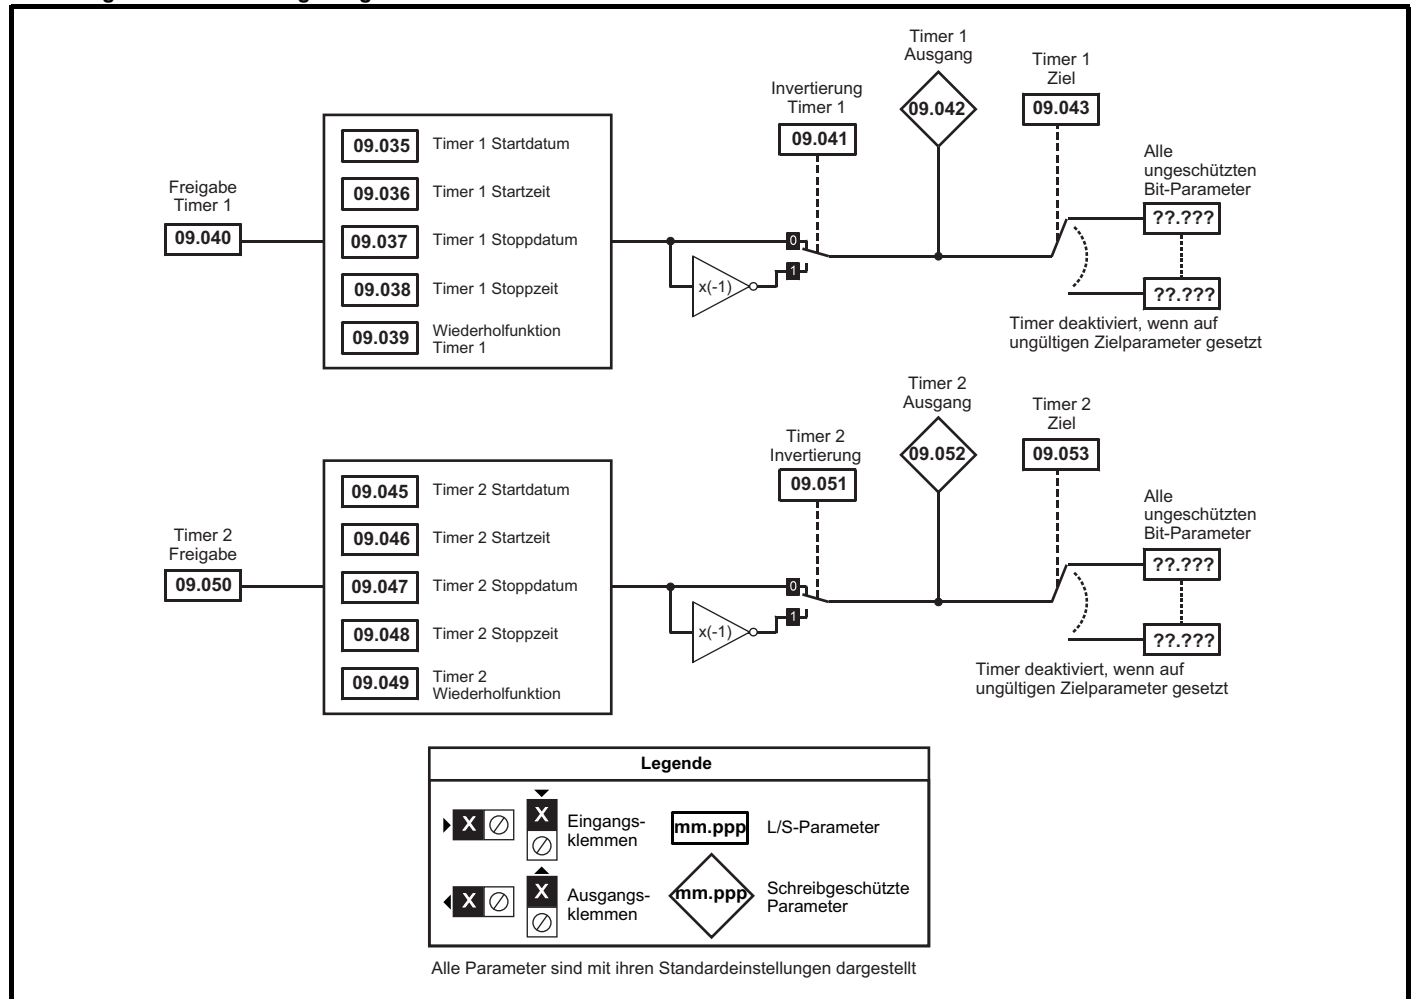 Timer 1
Ausgang
Timer 1
Ziel
Invertierung
Timer 1
09.042
09.043
09.041
Freigabe
Timer 1
09.040
09.035 Timer 1 Startdatum
09.036 Timer 1 Startzeit
09.037 Timer 1 Stoppdatum
09.038 Timer 1 Stoppzeit
09.039 Wiederholfunktion
Timer 1
0
1
x(-1)
Alle
ungeschützten
Bit-Parameter
??.???
??.???
Timer deaktiviert, wenn auf
ungültigen Zielparameter gesetzt
Timer 2
Ausgang
Timer 2
Ziel
Timer 2
Invertierung
09.052
09.053
09.051
Timer 2
Freigabe
09.050
09.045 Timer 2 Startdatum
09.046 Timer 2 Startzeit
09.047 Timer 2 Stoppdatum
09.048 Timer 2 Stoppzeit
09.049 Timer 2
Wiederholfunktion
0
1
x(-1)
Alle
ungeschützten
Bit-Parameter
??.???
??.???
Timer deaktiviert, wenn auf
ungültigen Zielparameter gesetzt
Legende
X X Eingangs-
klemmen
mm.ppp L/S-Parameter
X X Ausgangs-
klemmen
mm.ppp Schreibgeschützte
Parameter
Alle Parameter sind mit ihren Standardeinstellungen dargestellt